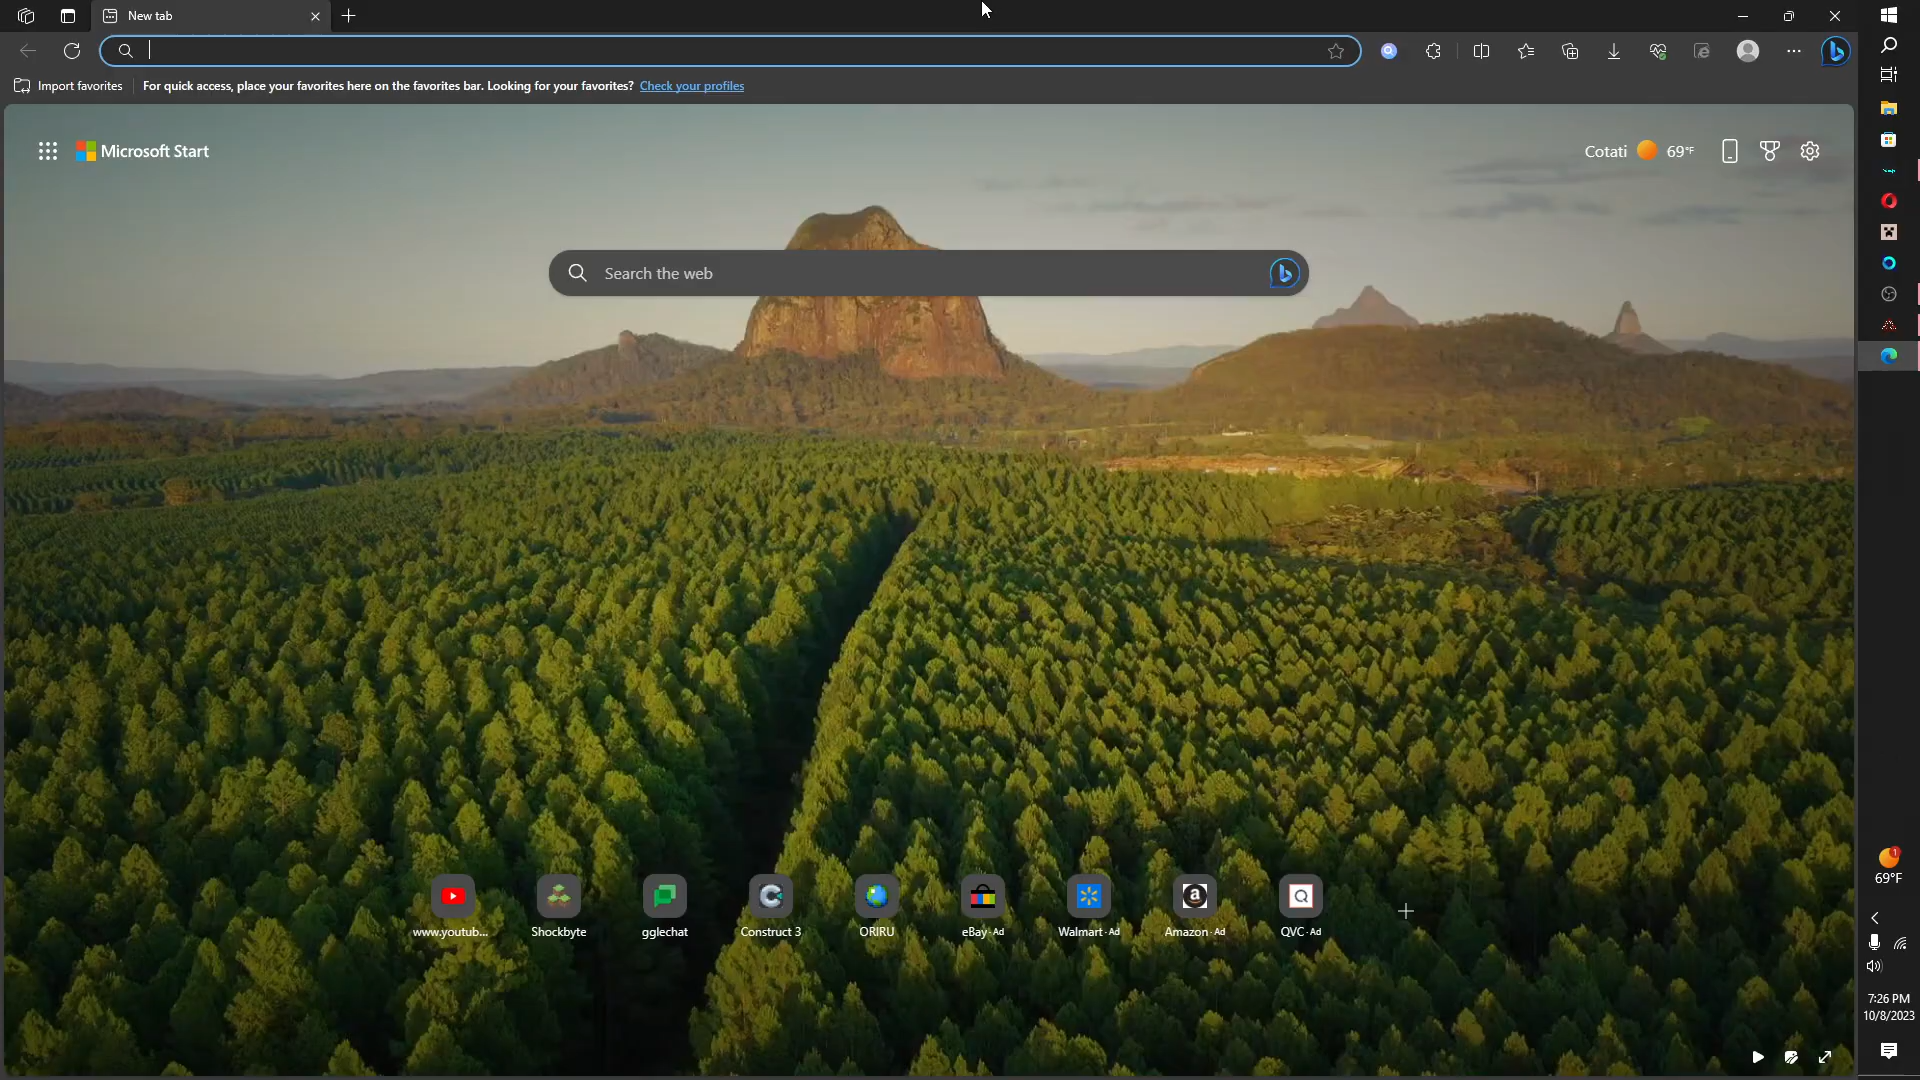 New tab
Import favorites
For quick access, place your favorites here on the favorites bar. Looking for your favorites? Check your profiles
Microsoft Start
Cotati 69°F
Search the web
www.youtub...
Shockbyte
gglechat
Construct 3
ORIRU
eBay · Ad
Walmart · Ad
Amazon · Ad
QVC · Ad
1
69°F
7:26 PM
10/8/2023